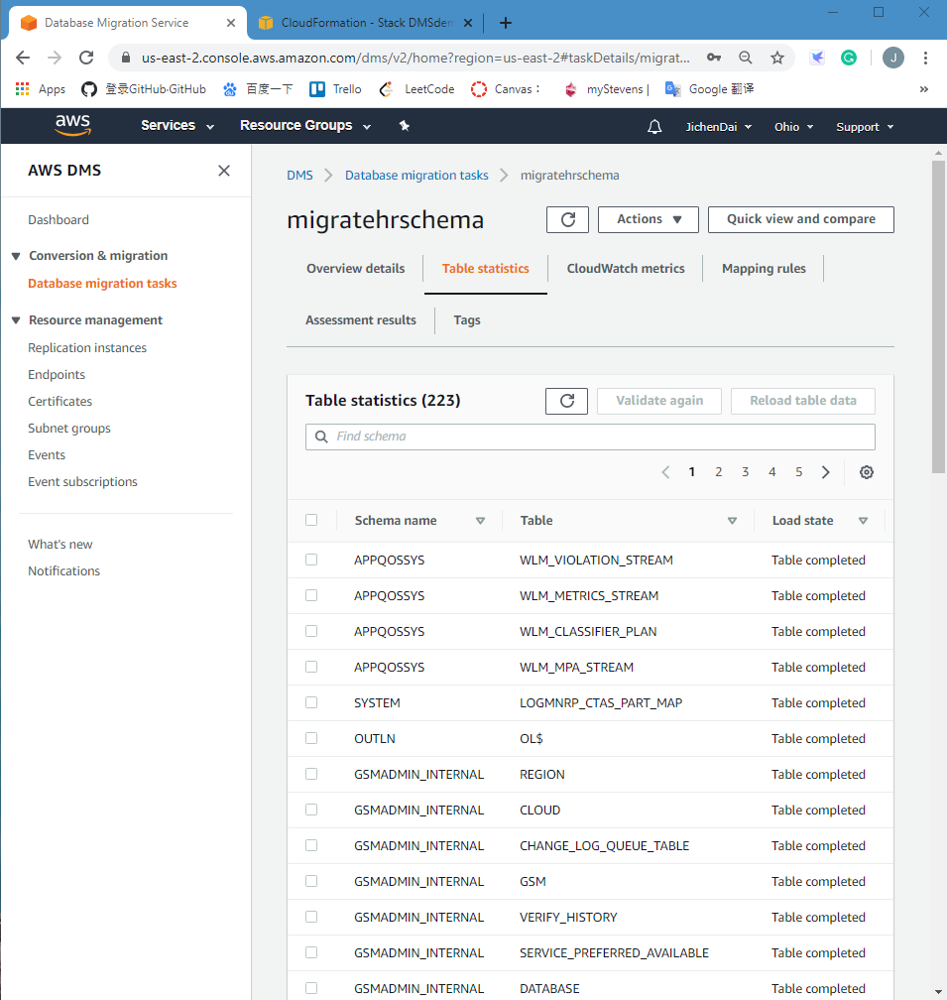 Database Migration Service
CloudFormation - Stack DMSdem
us-east-2.console.aws.amazon.com/dms/v2/home?region=us-east-2#taskDetails/migrat...
J
Apps
登录GitHub·GitHub
百度一下
Trello
LeetCode
Canvas：
myStevens |
Google 翻译
»
aws
Services
Resource Groups
JichenDai
Ohio
Support
AWS DMS
Dashboard
Conversion & migration
Database migration tasks
Resource management
Replication instances
Endpoints
Certificates
Subnet groups
Events
Event subscriptions
What's new
Notifications
DMS
Database migration tasks
migratehrschema
migratehrschema
Actions
Quick view and compare
Overview details
Table statistics
CloudWatch metrics
Mapping rules
Assessment results
Tags
Table statistics (223)
Validate again
Reload table data
Find schema
1 2 3 4 5
Schema name Table Load state
APPQOSSYS WLM_VIOLATION_STREAM Table completed
APPQOSSYS WLM_METRICS_STREAM Table completed
APPQOSSYS WLM_CLASSIFIER_PLAN Table completed
APPQOSSYS WLM_MPA_STREAM Table completed
SYSTEM LOGMNRP_CTAS_PART_MAP Table completed
OUTLN OL$ Table completed
GSMADMIN_INTERNAL REGION Table completed
GSMADMIN_INTERNAL CLOUD Table completed
GSMADMIN_INTERNAL CHANGE_LOG_QUEUE_TABLE Table completed
GSMADMIN_INTERNAL GSM Table completed
GSMADMIN_INTERNAL VERIFY_HISTORY Table completed
GSMADMIN_INTERNAL SERVICE_PREFERRED_AVAILABLE Table completed
GSMADMIN_INTERNAL DATABASE Table completed